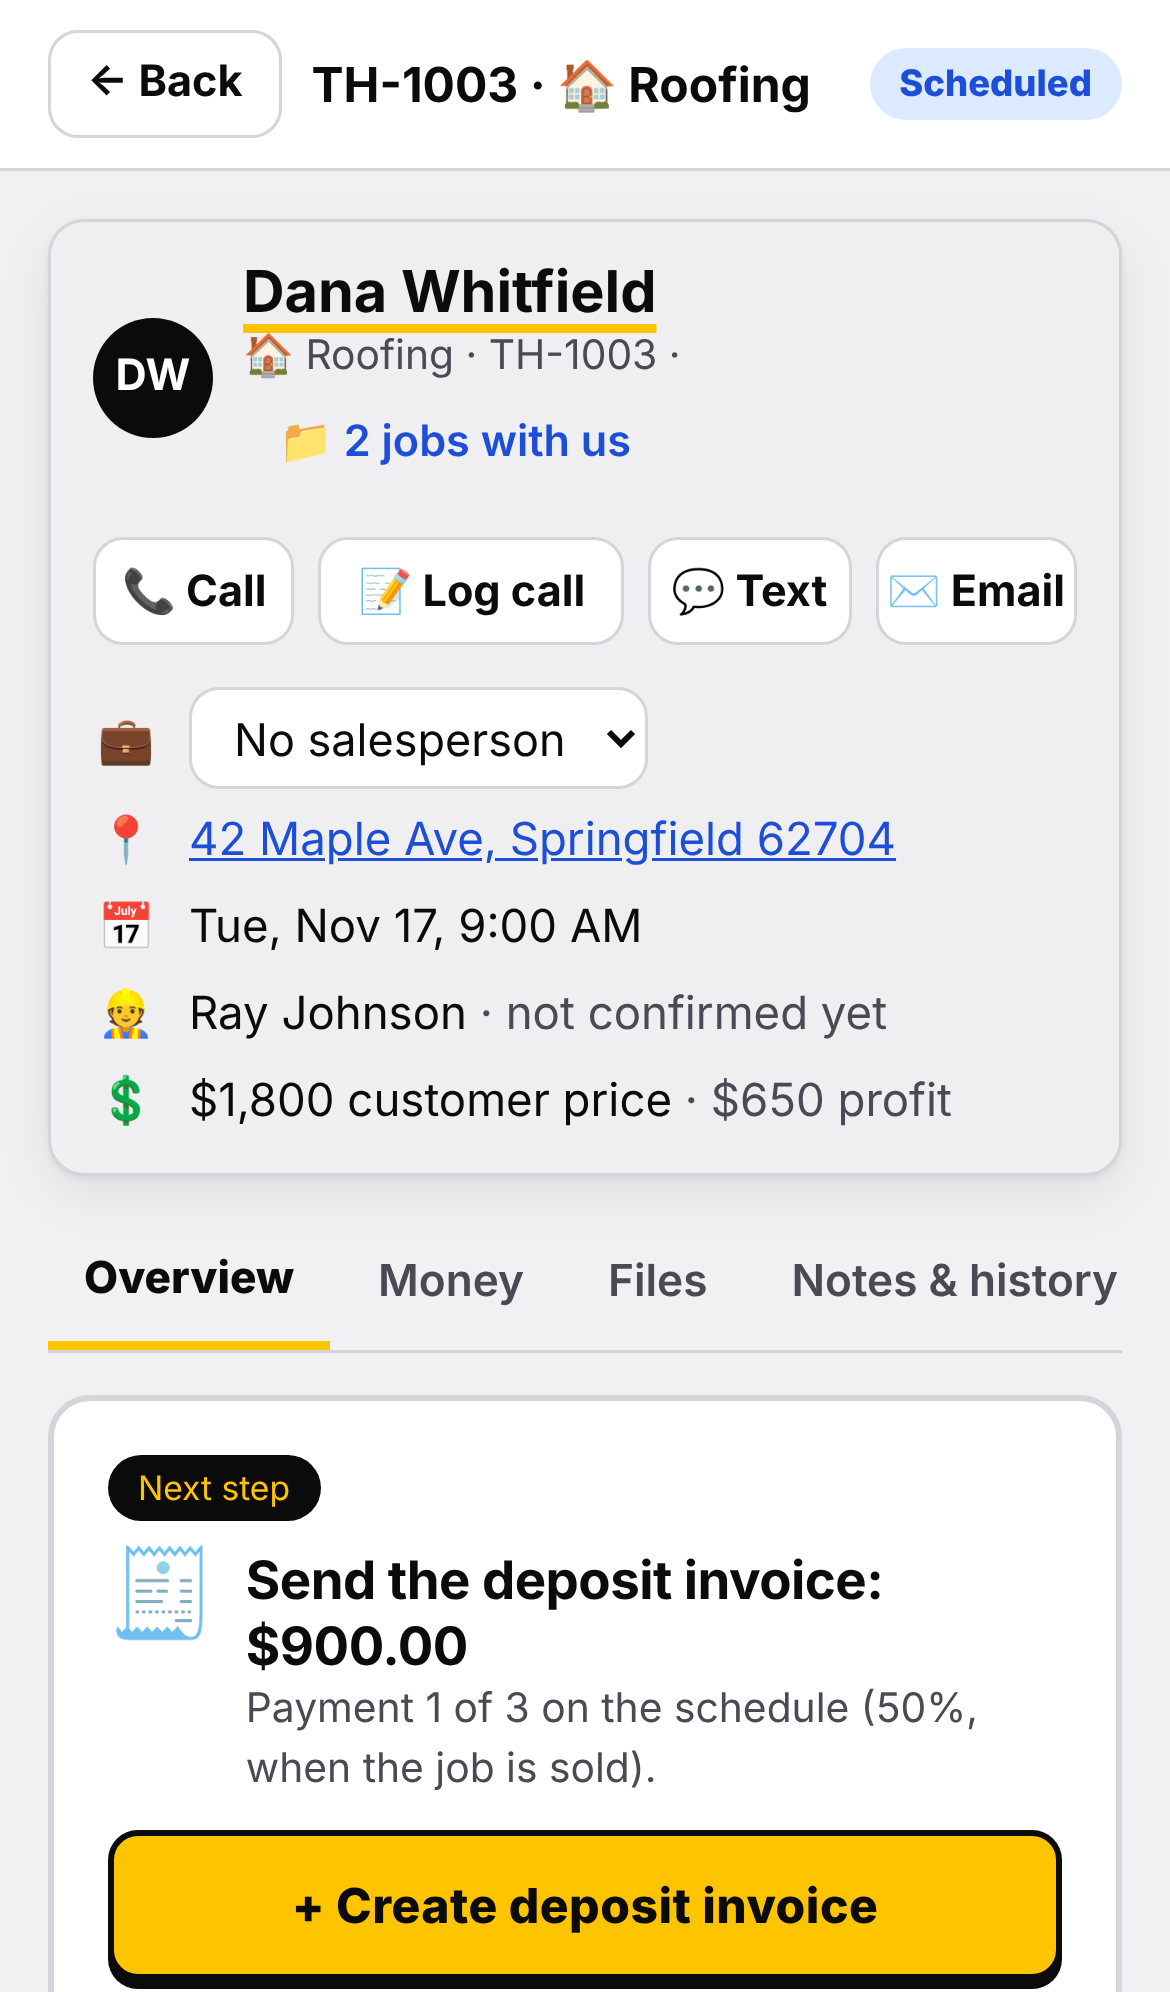 ← Back
TH-1003 · 🏠 Roofing
Scheduled
Dana Whitfield
DW
🏠 Roofing · TH-1003 ·
📁 2 jobs with us
📞 Call
📝 Log call
💬 Text
✉️ Email
💼 No salesperson
📍 42 Maple Ave, Springfield 62704
📅 Tue, Nov 17, 9:00 AM
👷 Ray Johnson · not confirmed yet
💲 $1,800 customer price · $650 profit
Overview
Money
Files
Notes & history
Next step
🧾 Send the deposit invoice:
$900.00
Payment 1 of 3 on the schedule (50%,
when the job is sold).
+ Create deposit invoice